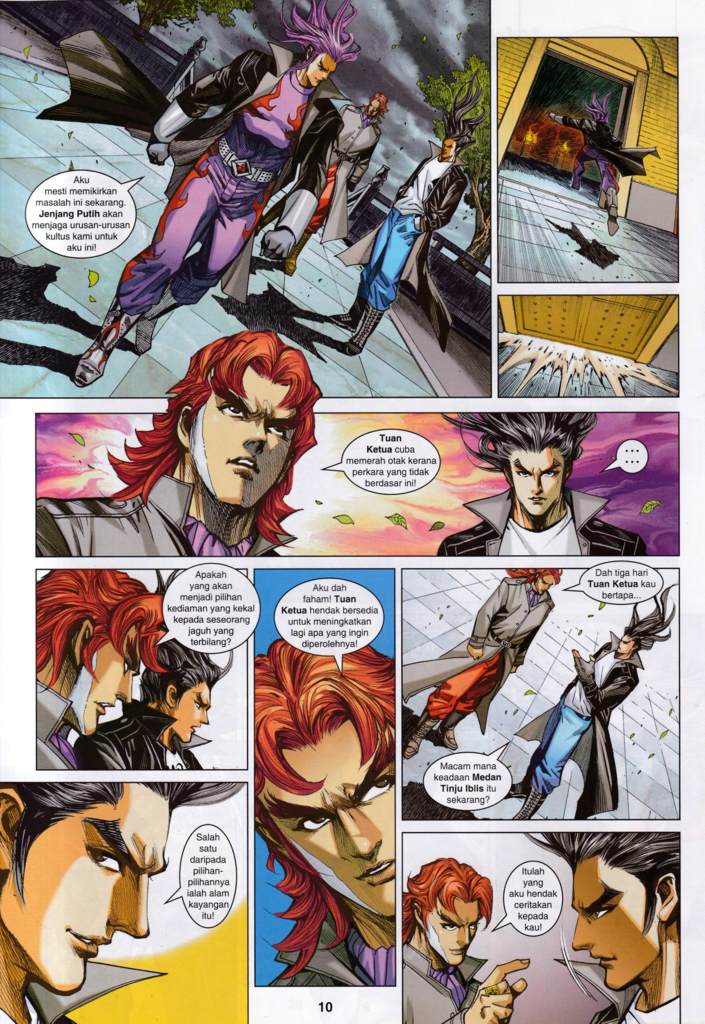 Aku
mesti memikirkan
masalah ini sekarang.
Jenjang Putih akan
menjaga urusan-urusan
kultus kami untuk
aku ini!
Tuan
Ketua cuba
memerah otak kerana
perkara yang tidak
berdasar ini!
...
...
Apakah
yang akan
menjadi pilihan
kediaman yang kekal
kepada seseorang
jaguh yang
terbilang?
Salah
satu
daripada
pilihan-
pilihannya
ialah alam
kayangan
itu!
Aku dah
faham! Tuan
Ketua hendak bersedia
untuk meningkatkan
lagi apa yang ingin
diperolehnya!
Dah tiga hari
Tuan Ketua kau
bertapa...
Macam mana
keadaan Medan
Tinju Iblis itu
sekarang?
Itulah
yang
aku hendak
ceritakan
kepada
kau!
10